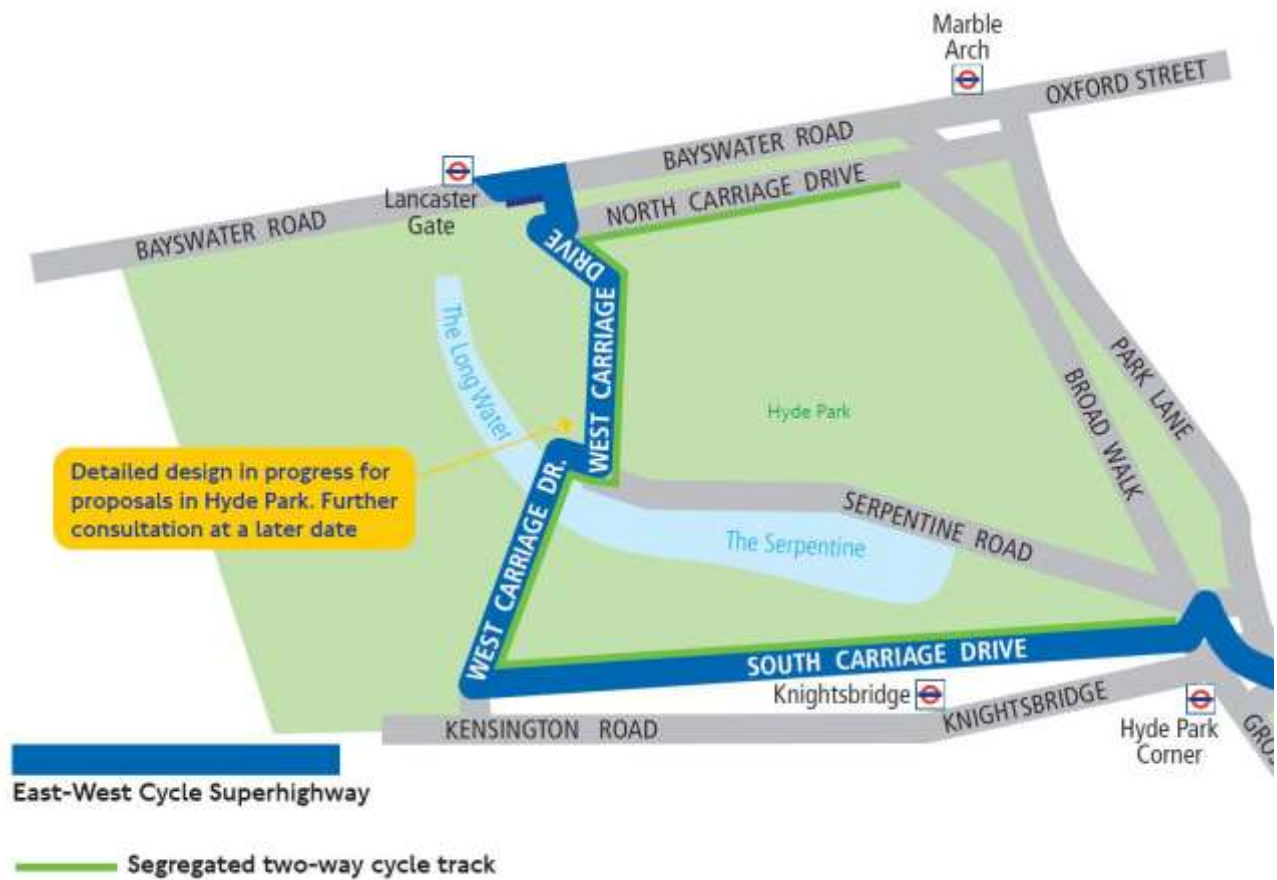 Marble
Arch
OXFORD STREET
BAYSWATER ROAD
Lancaster
Gate
NORTH CARRIAGE DRIVE
BAYSWATER ROAD
DRIVE
WEST CARRIAGE
The Long Water
PARK LANE
BROAD WALK
Hyde Park
Detailed design in progress for
proposals in Hyde Park. Further
consultation at a later date
WEST CARRIAGE DR.
SERPENTINE ROAD
The Serpentine
SOUTH CARRIAGE DRIVE
Knightsbridge
KNIGHTSBRIDGE
KENSINGTON ROAD
Hyde Park
Corner
GROS
East-West Cycle Superhighway
Segregated two-way cycle track